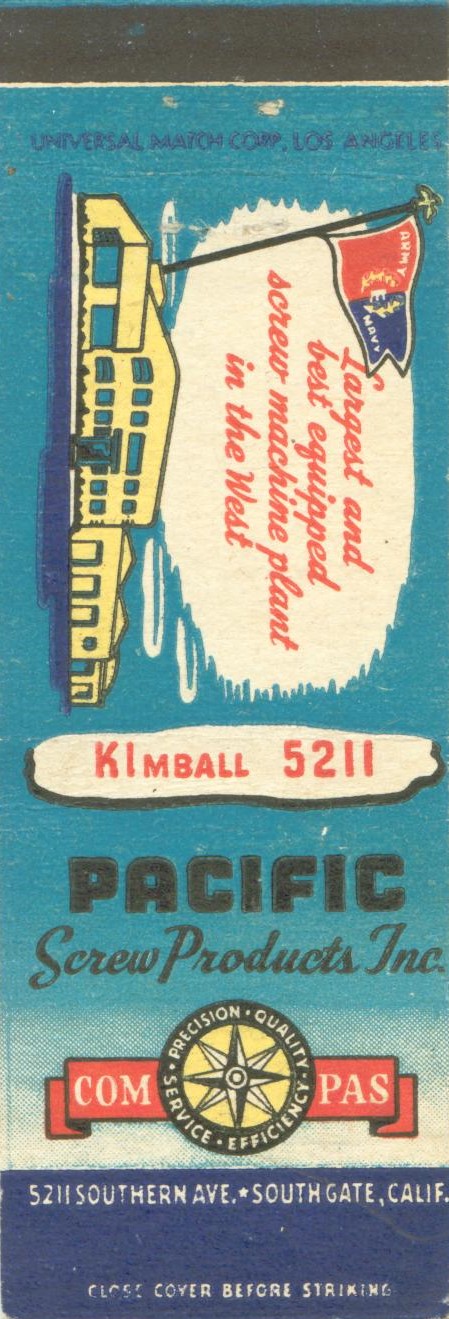 UNIVERSAL MATCH CORP., LOS ANGELES
ARMY
E
NAVY
Largest and
best equipped
screw machine plant
in the West
KIMBALL 5211
PACIFIC
Screw Products Inc.
PRECISION · QUALITY · EFFICIENCY · SERVICE ·
COM PAS
5211 SOUTHERN AVE.★SOUTH GATE, CALIF.
CLOSE COVER BEFORE STRIKING